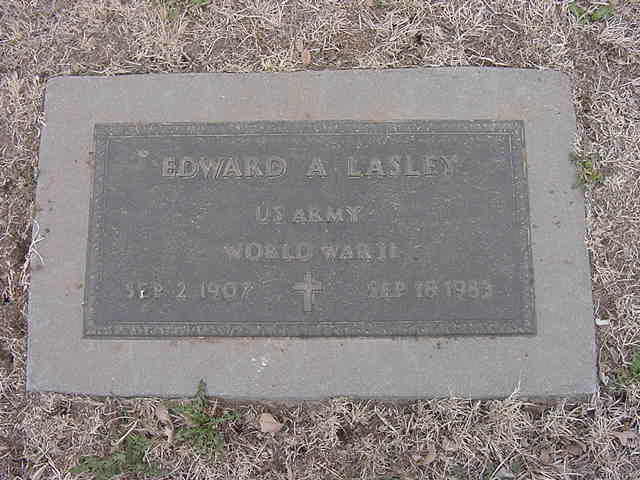 EDWARD A LASLEY
US ARMY
WORLD WAR II
SEP 2 1907 SEP 18 1983